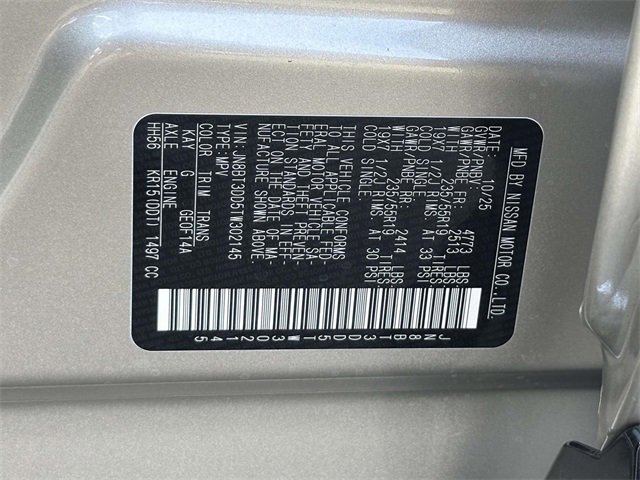 MFD BY NISSAN MOTOR CO.,LTD.
DATE: 10/25
GVWR/PNBV: 4773 LBS
GAWR/PNBE FR: 2513 LBS
WITH 235/55R19 TIRES
19X7 1/2J RIMS, AT 33 PSI
COLD SINGLE
GAWR/PNBE RR: 2414 LBS
WITH 235/55R19 TIRES
19X7 1/2J RIMS, AT 30 PSI
COLD SINGLE
THIS VEHICLE CONFORMS
TO ALL APPLICABLE FED-
ERAL MOTOR VEHICLE SA-
FETY AND THEFT PREVEN-
TION STANDARDS IN EFF-
ECT ON THE DATE OF MA-
NUFACTURE SHOWN ABOVE.
VIN: JN8BT3DD5TW302145
TYPE: MPV
COLOR TRIM TRANS
KAY G GE0F14A
AXLE ENGINE
HH56 KR15(DDT) 1497 CC
JN8BT3DD5TW302145